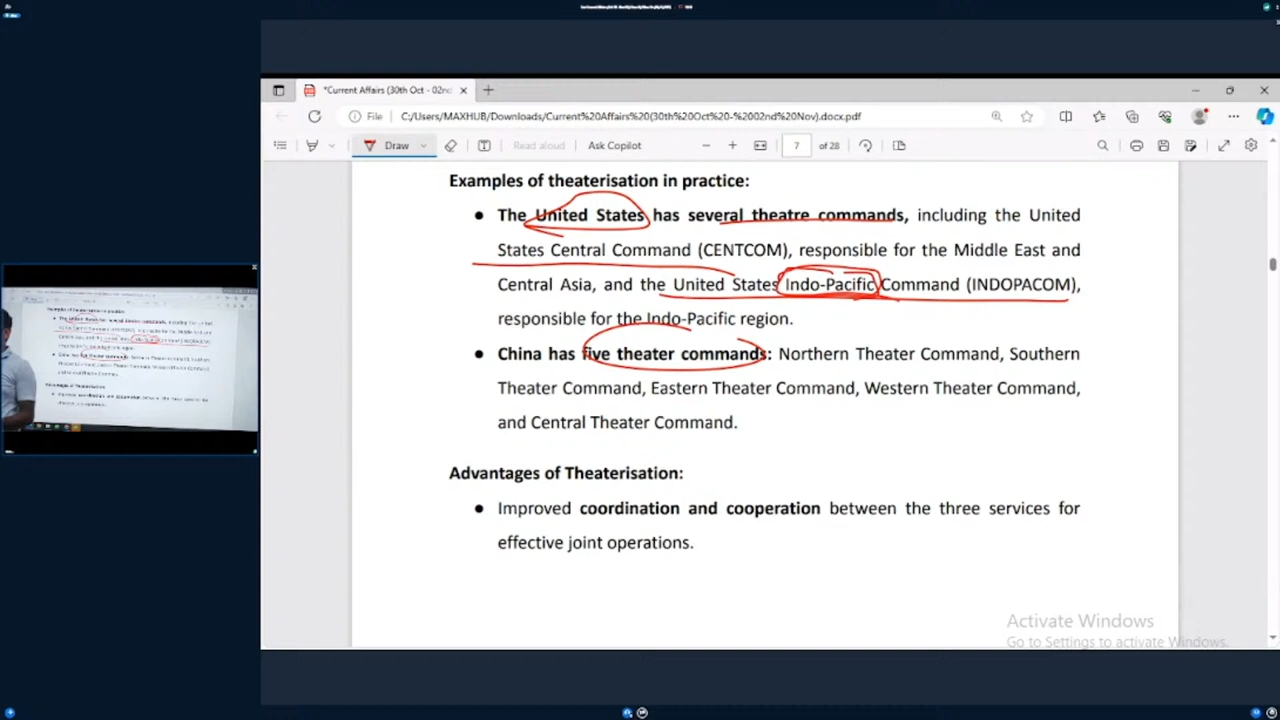 *Current Affairs (30th Oct - 02nd
File
C:/Users/MAXHUB/Downloads/Current%20Affairs%20(30th%20Oct%20-%2002nd%20Nov).docx.pdf
Draw
Read aloud
Ask Copilot
7
of 28
Examples of theaterisation in practice:
● The United States has several theatre commands, including the United
States Central Command (CENTCOM), responsible for the Middle East and
Central Asia, and the United States Indo-Pacific Command (INDOPACOM),
responsible for the Indo-Pacific region.
● China has five theater commands: Northern Theater Command, Southern
Theater Command, Eastern Theater Command, Western Theater Command,
and Central Theater Command.
Advantages of Theaterisation:
● Improved coordination and cooperation between the three services for
effective joint operations.
Activate Windows
Go to Settings to activate Windows.